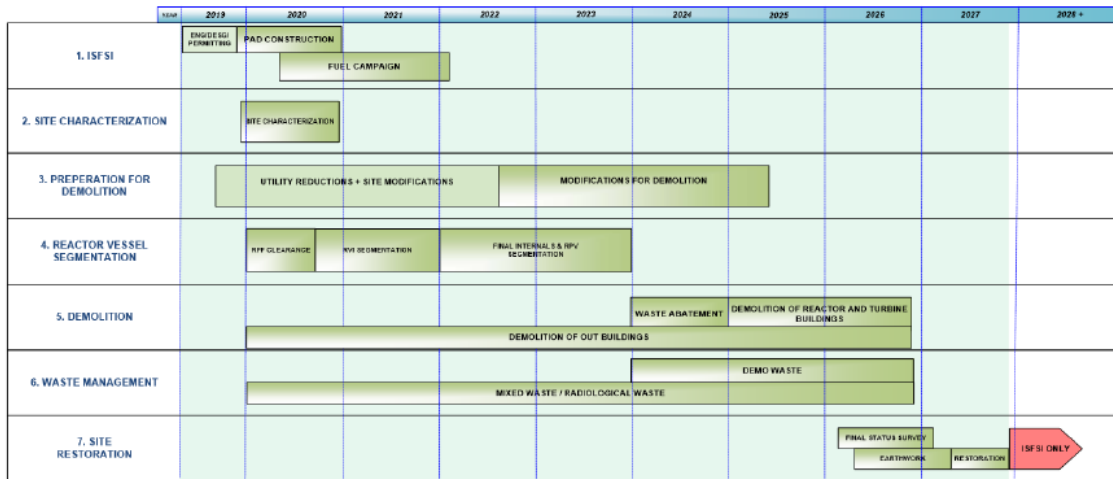 YEAR 2019 2020 2021 2022 2023 2024 2025 2026 2027 2028 +
1. ISFSI
ENG/DESG/
PERMITTING
PAD CONSTRUCTION
FUEL CAMPAIGN
2. SITE CHARACTERIZATION
SITE CHARACTERIZATION
3. PREPERATION FOR
DEMOLITION
UTILITY REDUCTIONS + SITE MODIFICATIONS
MODIFICATIONS FOR DEMOLITION
4. REACTOR VESSEL
SEGMENTATION
CLEARANCE
RVI SEGMENTATION
FINAL INTERNALS & RPV
SEGMENTATION
5. DEMOLITION
WASTE ABATEMENT
DEMOLITION OF REACTOR AND TURBINE
BUILDINGS
DEMOLITION OF OUT BUILDINGS
6. WASTE MANAGEMENT
DEMO WASTE
MIXED WASTE / RADIOLOGICAL WASTE
7. SITE
RESTORATION
FINAL STATUS SURVEY
EARTHWORK
RESTORATION
ISFSI ONLY